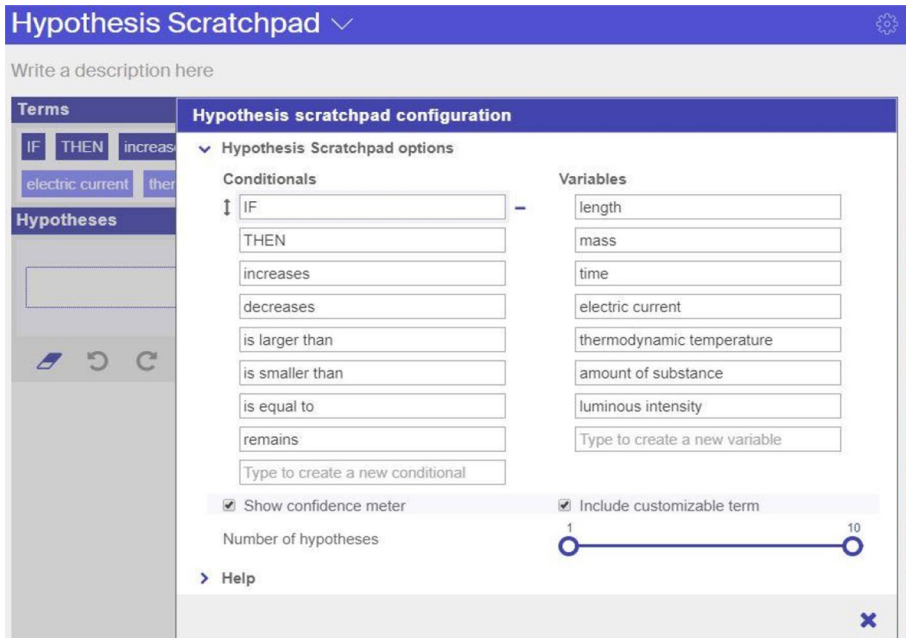 Hypothesis Scratchpad
Write a description here
Terms
IF THEN increas
electric current ther
Hypotheses
Hypothesis scratchpad configuration
Hypothesis Scratchpad options
Conditionals
IF
THEN
increases
decreases
is larger than
is smaller than
is equal to
remains
Type to create a new conditional
Variables
length
mass
time
electric current
thermodynamic temperature
amount of substance
luminous intensity
Type to create a new variable
Show confidence meter
Include customizable term
Number of hypotheses
1 10
Help